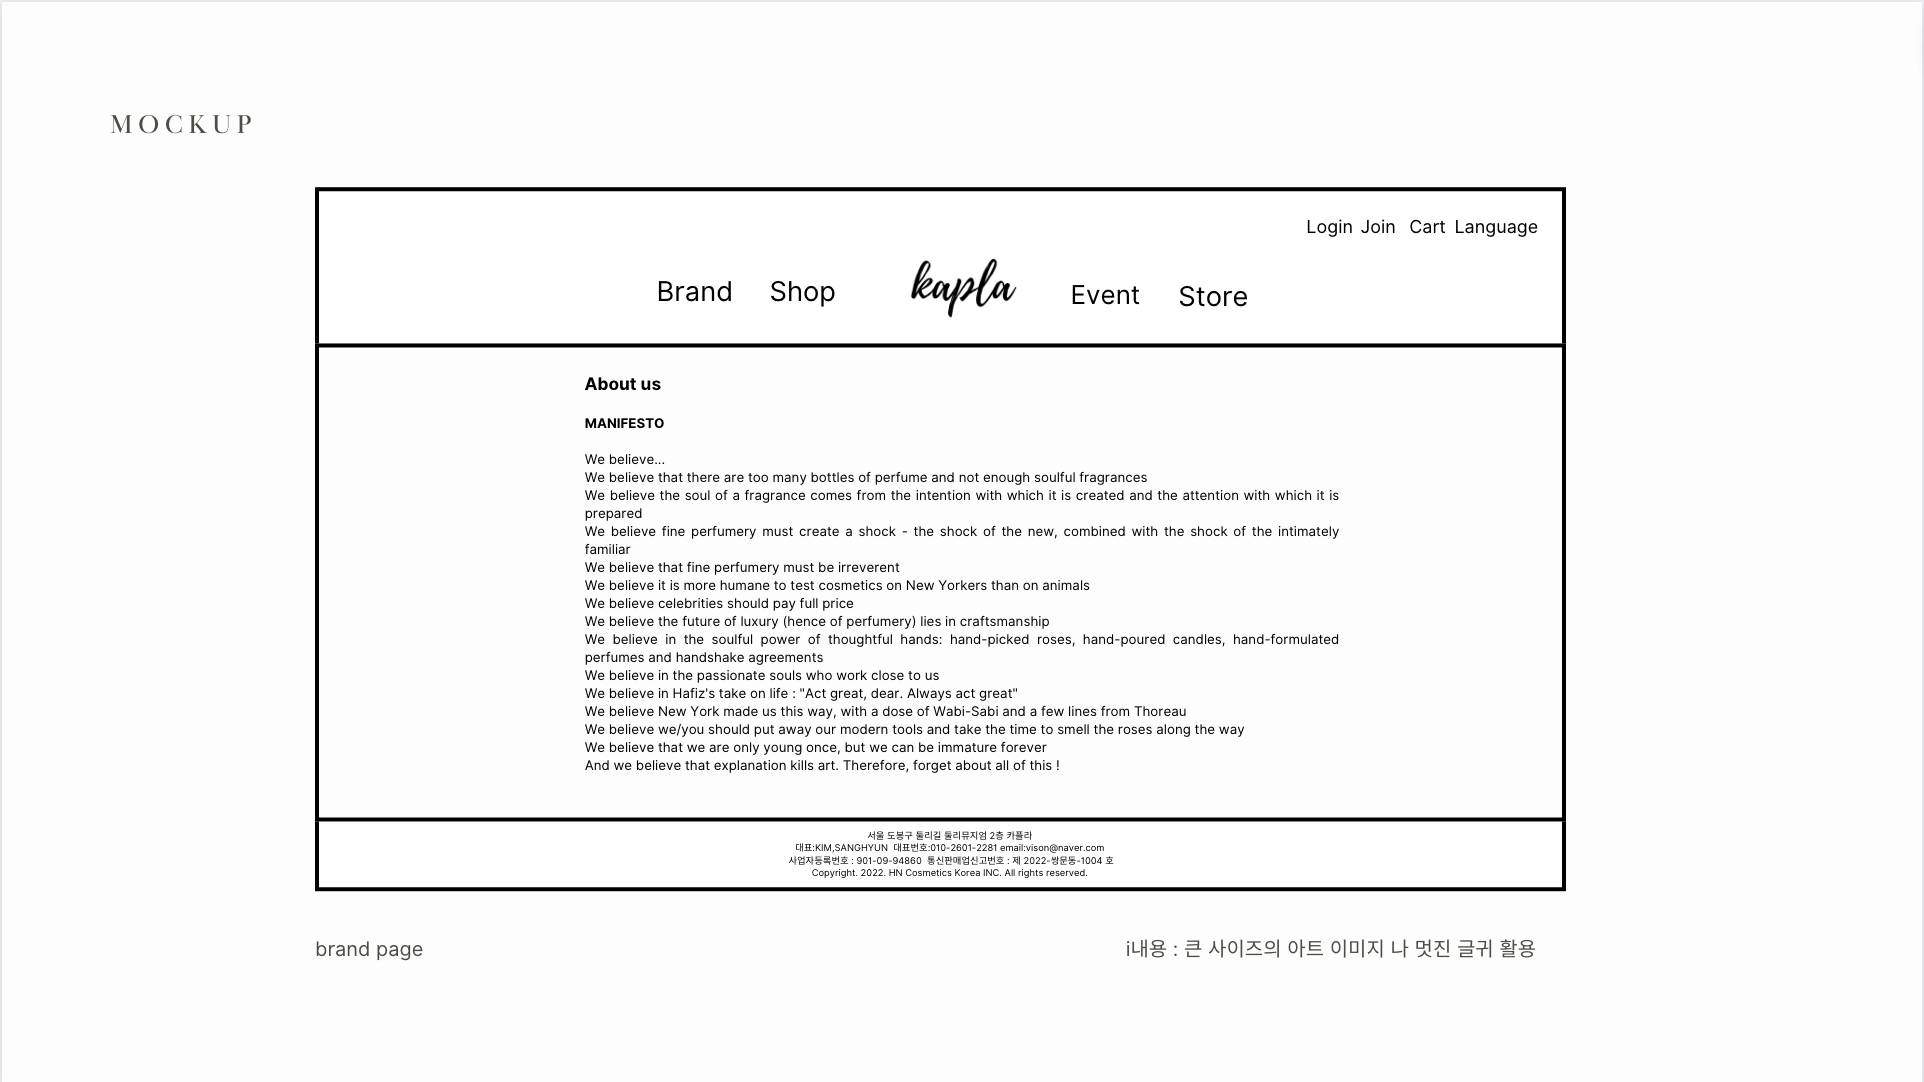 MOCKUP
Login Join Cart Language
Brand Shop kapla Event Store
About us
MANIFESTO
We believe...
We believe that there are too many bottles of perfume and not enough soulful fragrances
We believe the soul of a fragrance comes from the intention with which it is created and the attention with which it is
prepared
We believe fine perfumery must create a shock - the shock of the new, combined with the shock of the intimately
familiar
We believe that fine perfumery must be irreverent
We believe it is more humane to test cosmetics on New Yorkers than on animals
We believe celebrities should pay full price
We believe the future of luxury (hence of perfumery) lies in craftsmanship
We believe in the soulful power of thoughtful hands: hand-picked roses, hand-poured candles, hand-formulated
perfumes and handshake agreements
We believe in the passionate souls who work close to us
We believe in Hafiz's take on life : "Act great, dear. Always act great"
We believe New York made us this way, with a dose of Wabi-Sabi and a few lines from Thoreau
We believe we/you should put away our modern tools and take the time to smell the roses along the way
We believe that we are only young once, but we can be immature forever
And we believe that explanation kills art. Therefore, forget about all of this !
서울 도봉구 둘리길 둘리뮤지엄 2층 카플라
대표:KIM,SANGHYUN 대표번호:010-2601-2281 email:vison@naver.com
사업자등록번호 : 901-09-94860 통신판매업신고번호 : 제 2022-쌍문동-1004 호
Copyright. 2022. HN Cosmetics Korea INC. All rights reserved.
brand page
i내용 : 큰 사이즈의 아트 이미지 나 멋진 글귀 활용